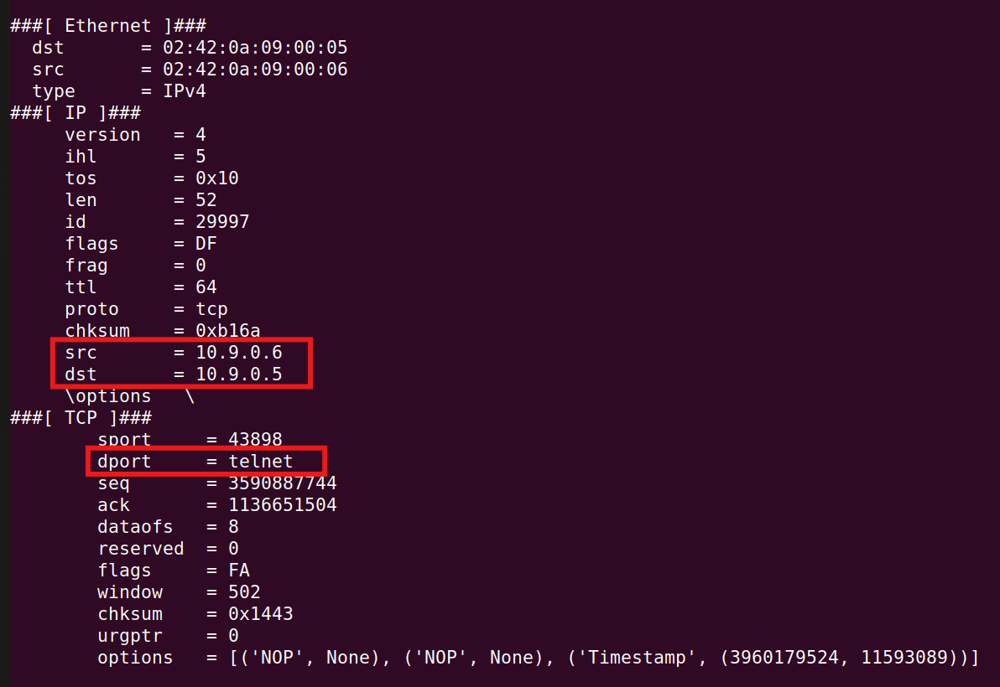 ###[ Ethernet ]###
  dst       = 02:42:0a:09:00:05
  src       = 02:42:0a:09:00:06
  type      = IPv4
###[ IP ]###
     version   = 4
     ihl       = 5
     tos       = 0x10
     len       = 52
     id        = 29997
     flags     = DF
     frag      = 0
     ttl       = 64
     proto     = tcp
     chksum    = 0xb16a
     src       = 10.9.0.6
     dst       = 10.9.0.5
     \options   \
###[ TCP ]###
        sport     = 43898
        dport     = telnet
        seq       = 3590887744
        ack       = 1136651504
        dataofs   = 8
        reserved  = 0
        flags     = FA
        window    = 502
        chksum    = 0x1443
        urgptr    = 0
        options   = [('NOP', None), ('NOP', None), ('Timestamp', (3960179524, 11593089))]